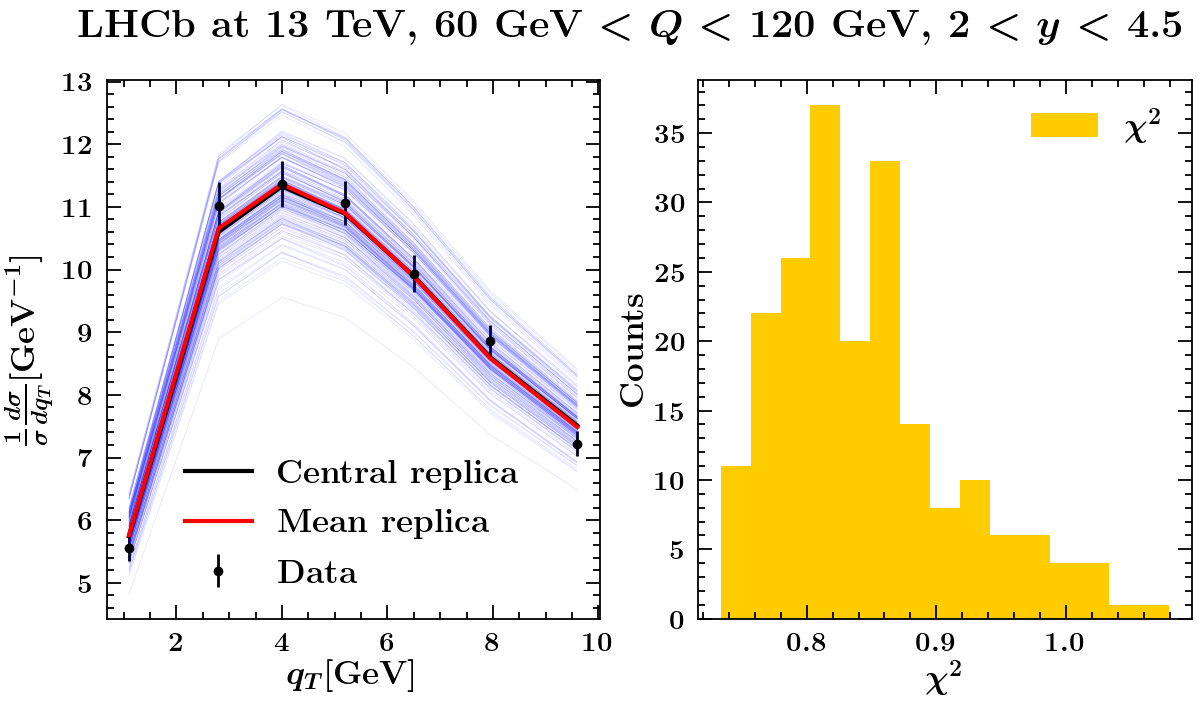 LHCb at 13 TeV, 60 GeV < Q < 120 GeV, 2 < y < 4.5
13
12
11
10
9
8
7
6
5
1/σ dσ/dq_T [GeV⁻¹]
Central replica
Mean replica
Data
2 4 6 8 10
q_T[GeV]
χ²
35
30
25
20
15
10
5
0
Counts
0.8 0.9 1.0
χ²